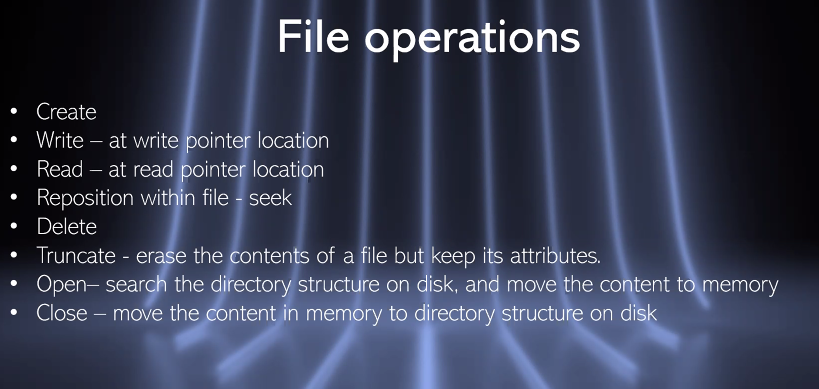 File operations
• Create
• Write – at write pointer location
• Read – at read pointer location
• Reposition within file - seek
• Delete
• Truncate - erase the contents of a file but keep its attributes.
• Open– search the directory structure on disk, and move the content to memory
• Close – move the content in memory to directory structure on disk